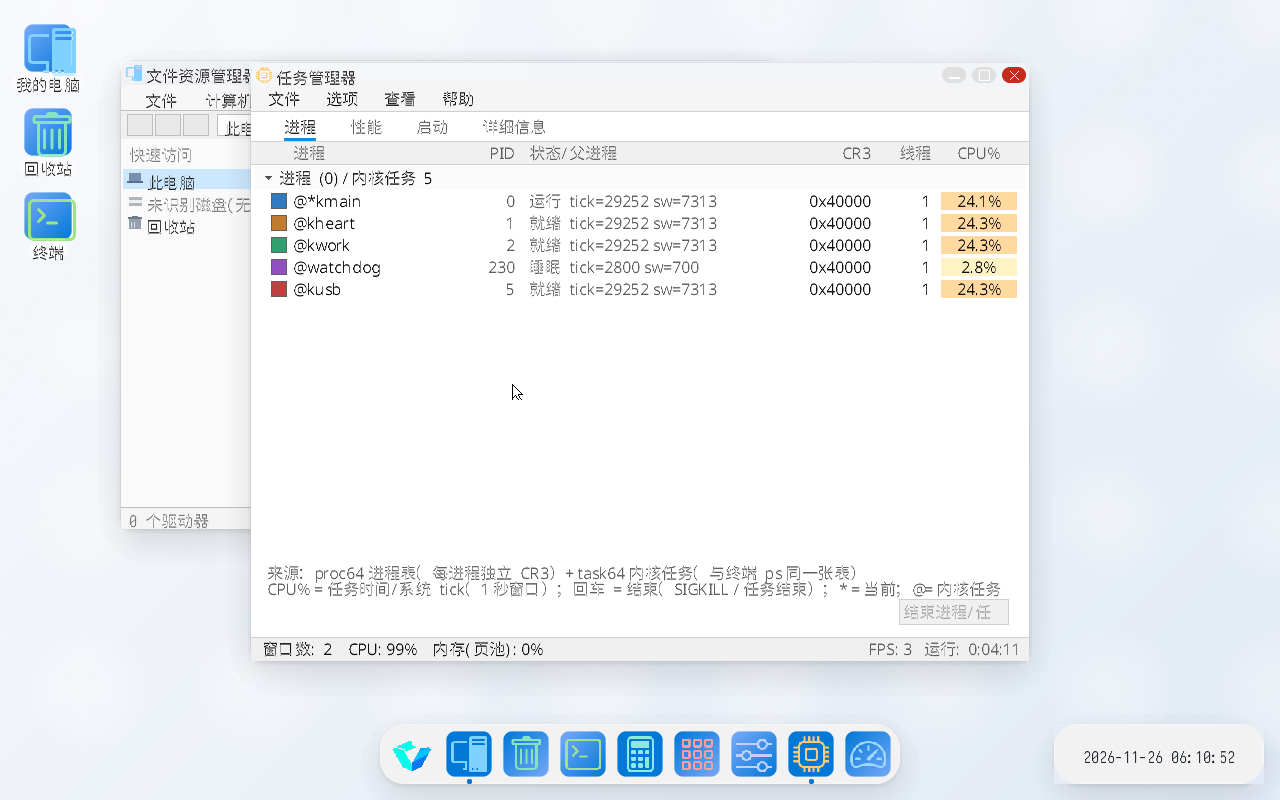 我的电脑
回收站
终端
文件资源管理器
文件 计算机
此电
快速访问
此电脑
未识别磁盘(无
回收站
0 个驱动器
任务管理器
文件 选项 查看 帮助
进程 性能 启动 详细信息
进程 PID 状态/父进程 CR3 线程 CPU%
进程 (0) / 内核任务 5
@*kmain 0 运行 tick=29252 sw=7313 0x40000 1 24.1%
@kheart 1 就绪 tick=29252 sw=7313 0x40000 1 24.3%
@kwork 2 就绪 tick=29252 sw=7313 0x40000 1 24.3%
@watchdog 230 睡眠 tick=2800 sw=700 0x40000 1 2.8%
@kusb 5 就绪 tick=29252 sw=7313 0x40000 1 24.3%
来源: proc64 进程表( 每进程独立 CR3) + task64 内核任务( 与终端 ps 同一张表)
CPU% = 任务时间/系统 tick( 1 秒窗口) ; 回车 = 结束( SIGKILL / 任务结束) ; * = 当前; @= 内核任务
结束进程/任
窗口数: 2 CPU: 99% 内存( 页池) : 0% FPS: 3 运行: 0:04:11
2026-11-26 06:10:52